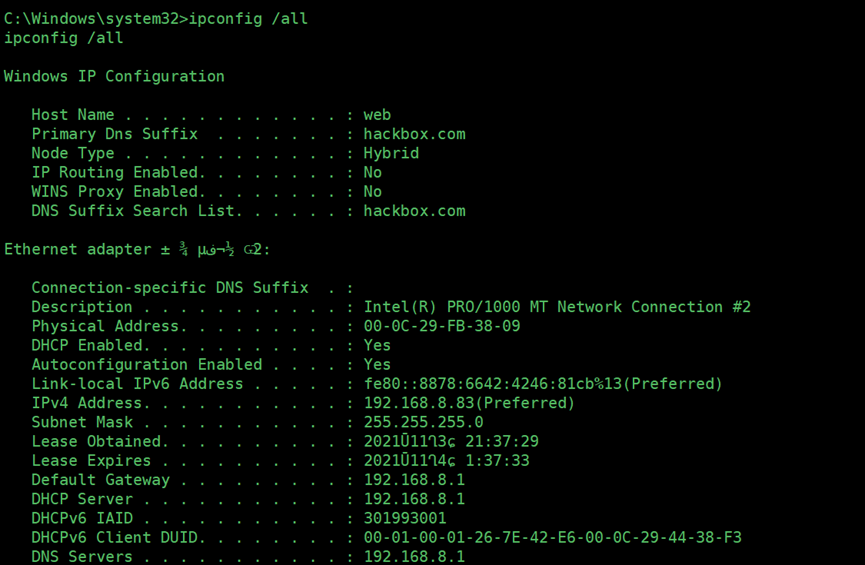 C:\Windows\system32>ipconfig /all
ipconfig /all
Windows IP Configuration
Host Name . . . . . . . . . . . . : web
Primary Dns Suffix  . . . . . . . : hackbox.com
Node Type . . . . . . . . . . . . : Hybrid
IP Routing Enabled. . . . . . . . : No
WINS Proxy Enabled. . . . . . . . : No
DNS Suffix Search List. . . . . . : hackbox.com
Ethernet adapter ± ¾ 2:
Connection-specific DNS Suffix  . :
Description . . . . . . . . . . . : Intel(R) PRO/1000 MT Network Connection #2
Physical Address. . . . . . . . . : 00-0C-29-FB-38-09
DHCP Enabled. . . . . . . . . . . : Yes
Autoconfiguration Enabled . . . . : Yes
Link-local IPv6 Address . . . . . : fe80::8878:6642:4246:81cb%13(Preferred)
IPv4 Address. . . . . . . . . . . : 192.168.8.83(Preferred)
Subnet Mask . . . . . . . . . . . : 255.255.255.0
Lease Obtained. . . . . . . . . . : 21:37:29
Lease Expires . . . . . . . . . . : 1:37:33
Default Gateway . . . . . . . . . : 192.168.8.1
DHCP Server . . . . . . . . . . . : 192.168.8.1
DHCPv6 IAID . . . . . . . . . . . : 301993001
DHCPv6 Client DUID. . . . . . . . : 00-01-00-01-26-7E-42-E6-00-0C-29-44-38-F3
DNS Servers . . . . . . . . . . . : 192.168.8.1